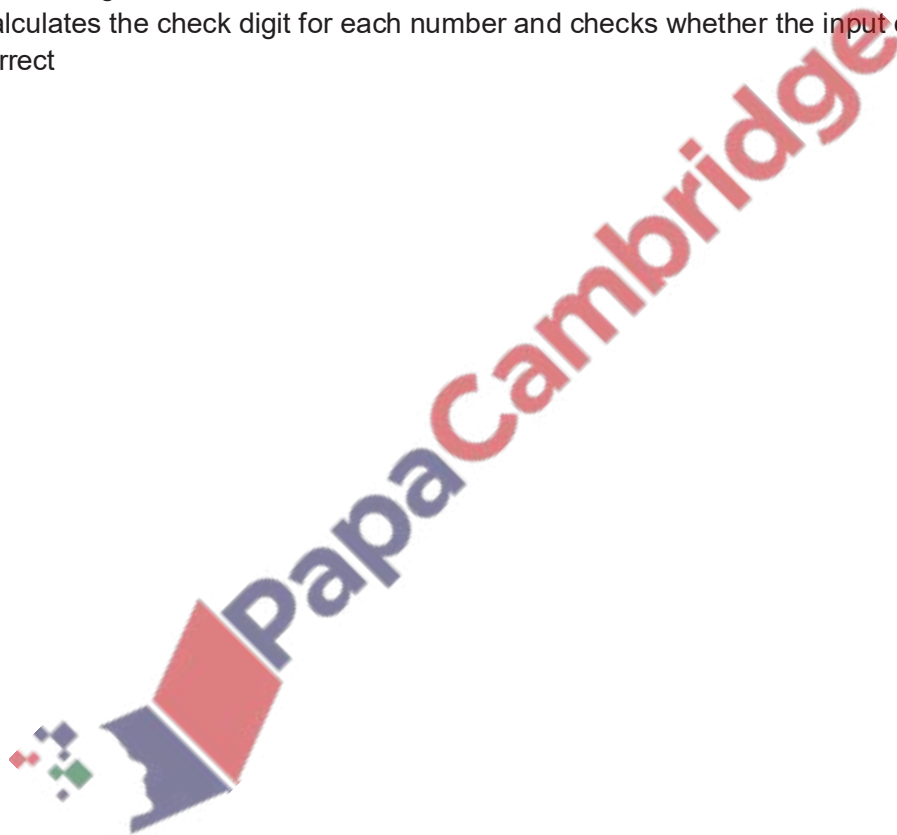 alculates the check digit for each number and checks whether the input
rrect
PapaCambridge